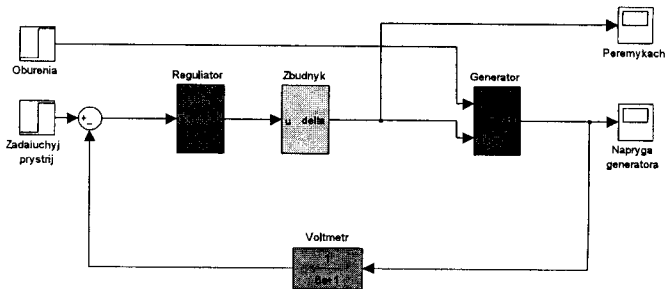 Peremykach
Oburenia
Reguliator
Zbudnyk
Generator
u delta
+
−
Zadaiuchyj
prystrij
Napryga
generatora
Voltmetr